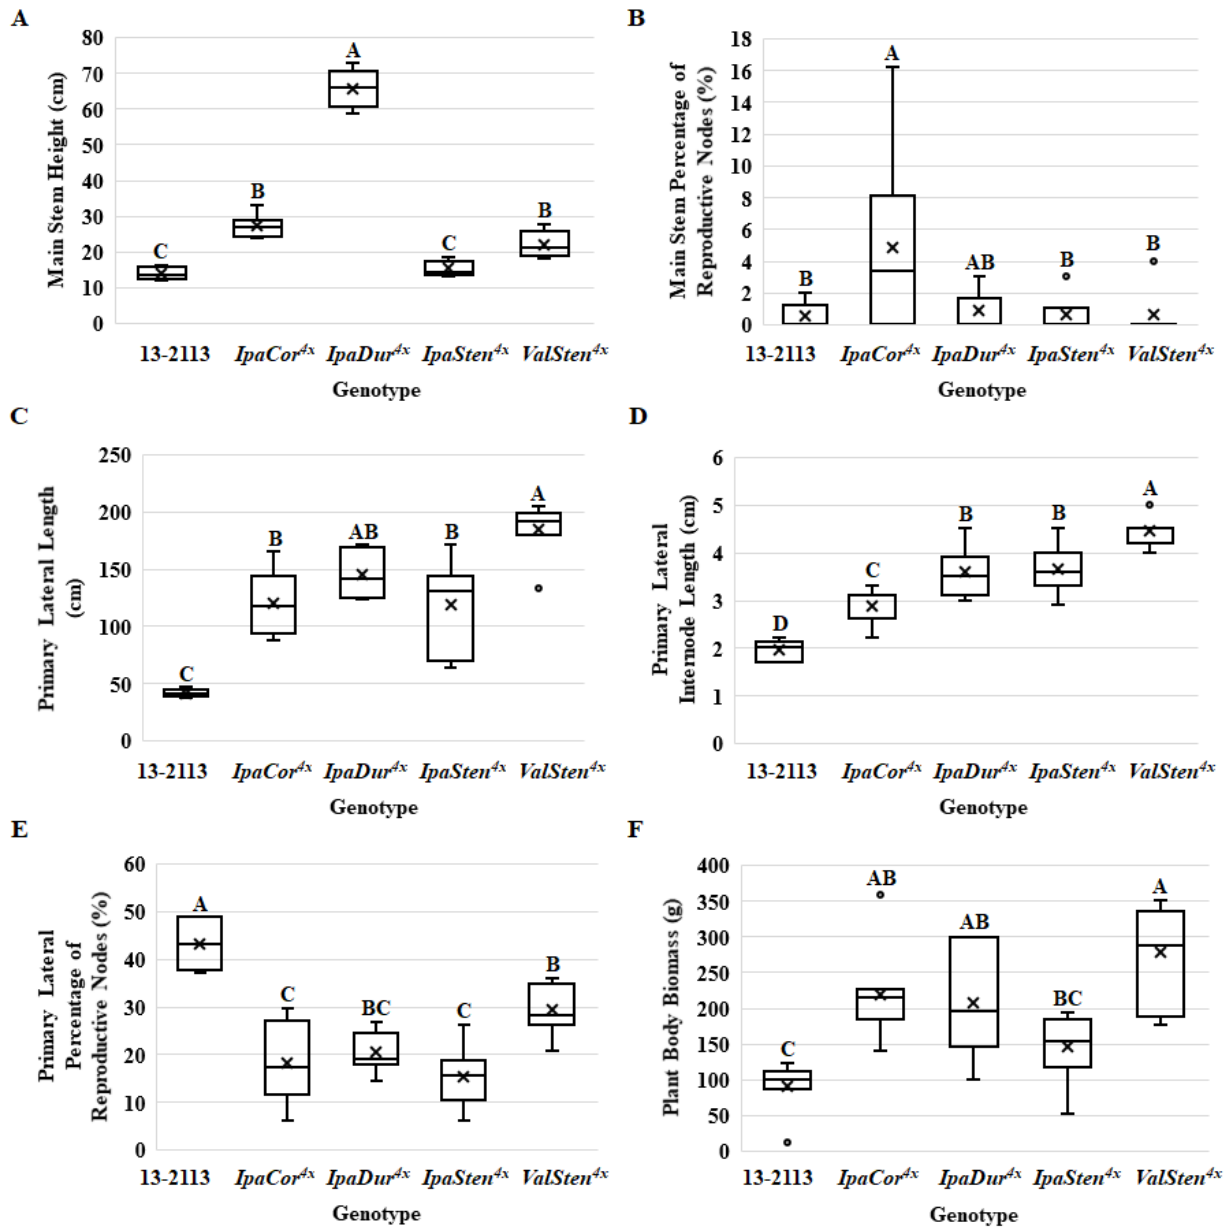 A
Main Stem Height (cm)
80
70
60
50
40
30
20
10
0
C
B
A
C
B
13-2113 IpaCor4x IpaDur4x IpaSten4x ValSten4x
Genotype
B
Main Stem Percentage of
Reproductive Nodes (%)
18
16
14
12
10
8
6
4
2
0
B
A
AB
B
B
13-2113 IpaCor4x IpaDur4x IpaSten4x ValSten4x
Genotype
C
Primary Lateral Length
(cm)
250
200
150
100
50
0
C
B
AB
B
A
13-2113 IpaCor4x IpaDur4x IpaSten4x ValSten4x
Genotype
D
Primary Lateral
Internode Length (cm)
6
5
4
3
2
1
0
D
C
B
B
A
13-2113 IpaCor4x IpaDur4x IpaSten4x ValSten4x
Genotype
E
Primary Lateral
Percentage of
Reproductive Nodes (%)
60
50
40
30
20
10
0
A
C
BC
C
B
13-2113 IpaCor4x IpaDur4x IpaSten4x ValSten4x
Genotype
F
Plant Body Biomass (g)
400
350
300
250
200
150
100
50
0
C
AB
AB
BC
A
13-2113 IpaCor4x IpaDur4x IpaSten4x ValSten4x
Genotype